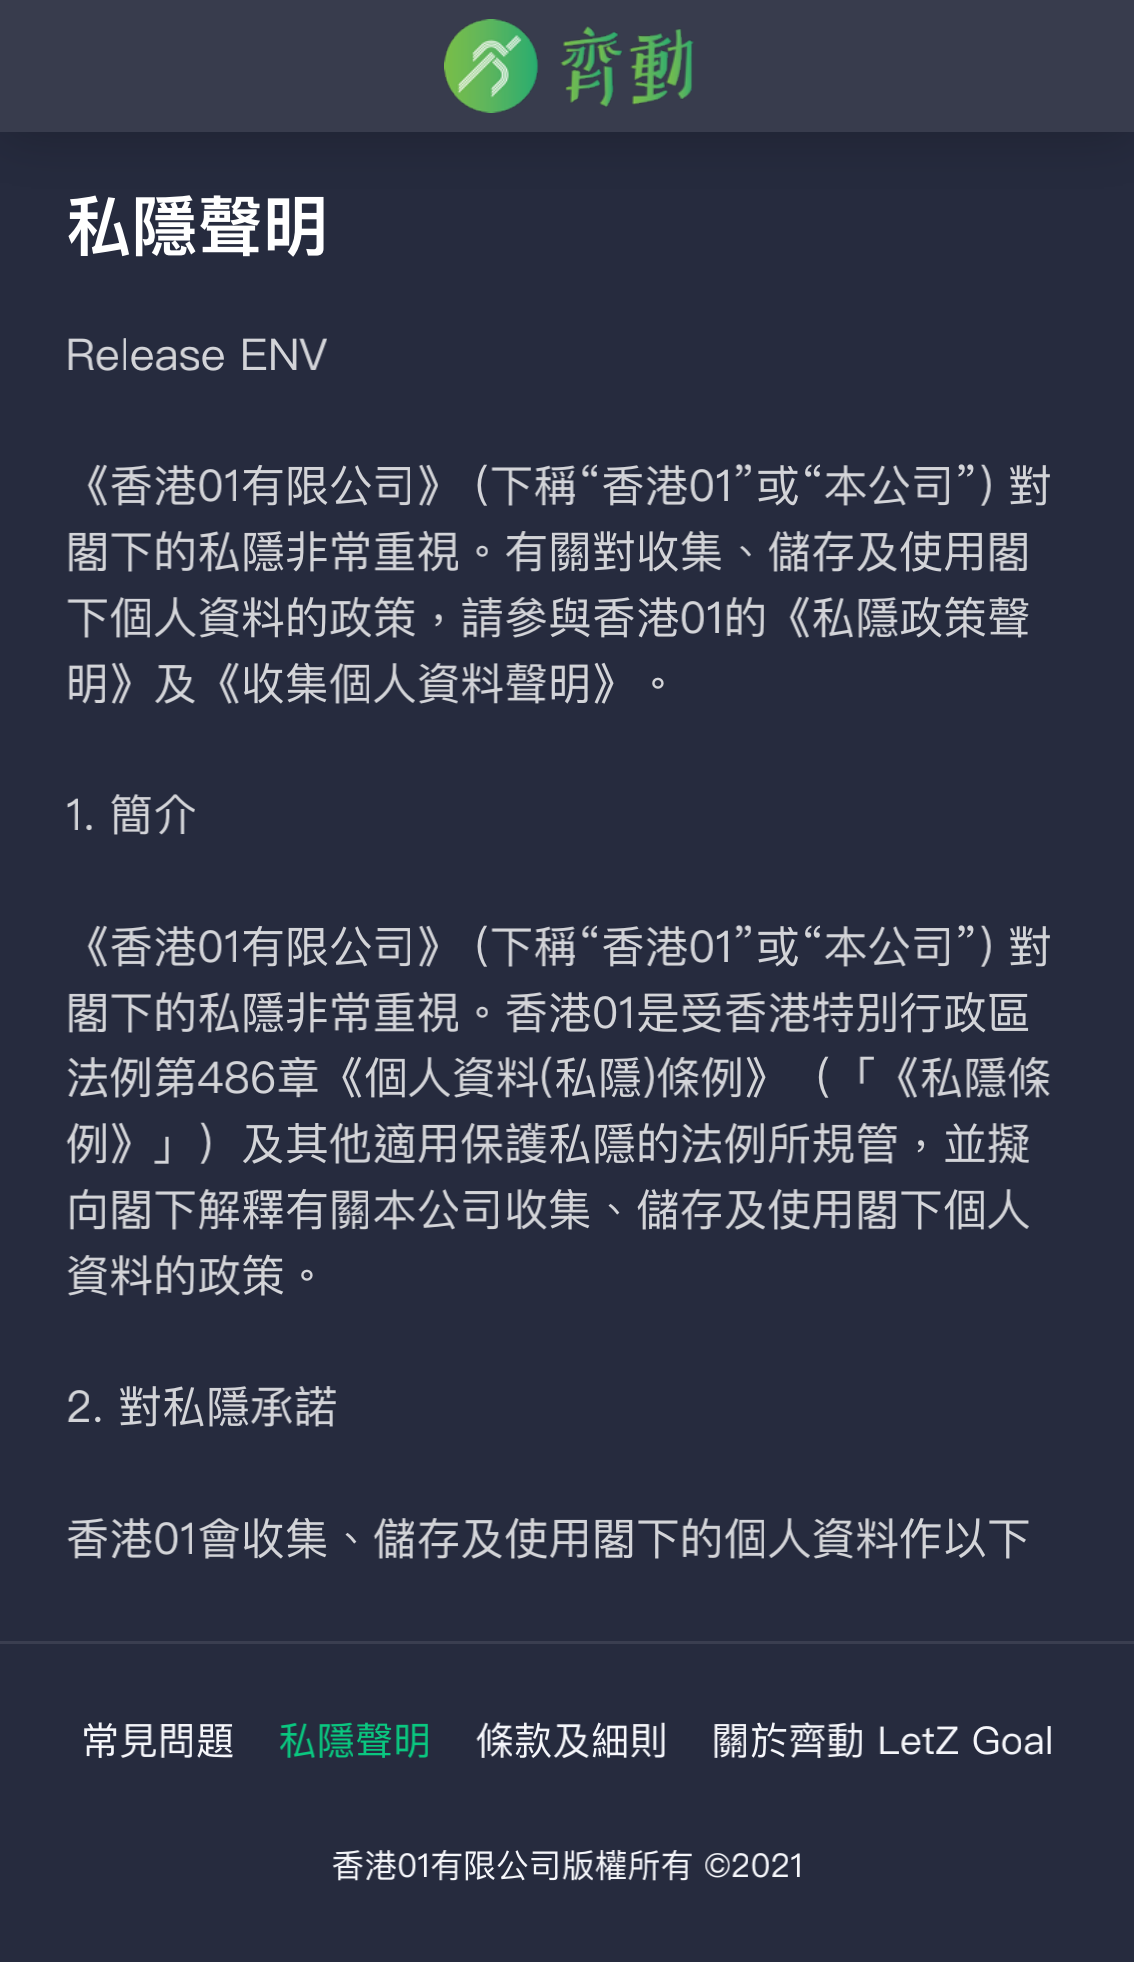 齊動
私隱聲明
Release ENV
《香港01有限公司》 (下稱“香港01”或“本公司”) 對
閣下的私隱非常重視。有關對收集、儲存及使用閣
下個人資料的政策，請參與香港01的《私隱政策聲
明》及《收集個人資料聲明》。
1. 簡介
《香港01有限公司》 (下稱“香港01”或“本公司”) 對
閣下的私隱非常重視。香港01是受香港特別行政區
法例第486章《個人資料(私隱)條例》（「《私隱條
例》」）及其他適用保護私隱的法例所規管，並擬
向閣下解釋有關本公司收集、儲存及使用閣下個人
資料的政策。
2. 對私隱承諾
香港01會收集、儲存及使用閣下的個人資料作以下
常見問題 私隱聲明 條款及細則 關於齊動 LetZ Goal
香港01有限公司版權所有 ©2021